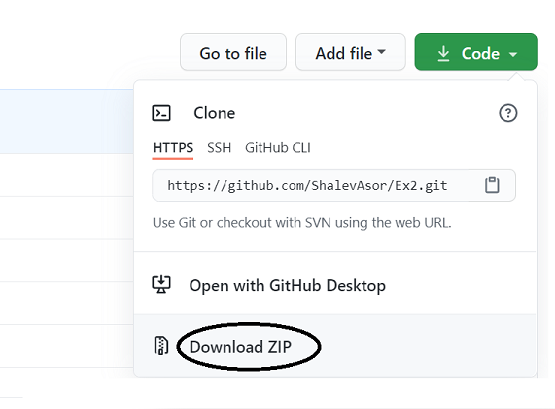 Go to file
Add file
Code
Clone
HTTPS SSH GitHub CLI
https://github.com/ShalevAsor/Ex2.git
Use Git or checkout with SVN using the web URL.
Open with GitHub Desktop
Download ZIP